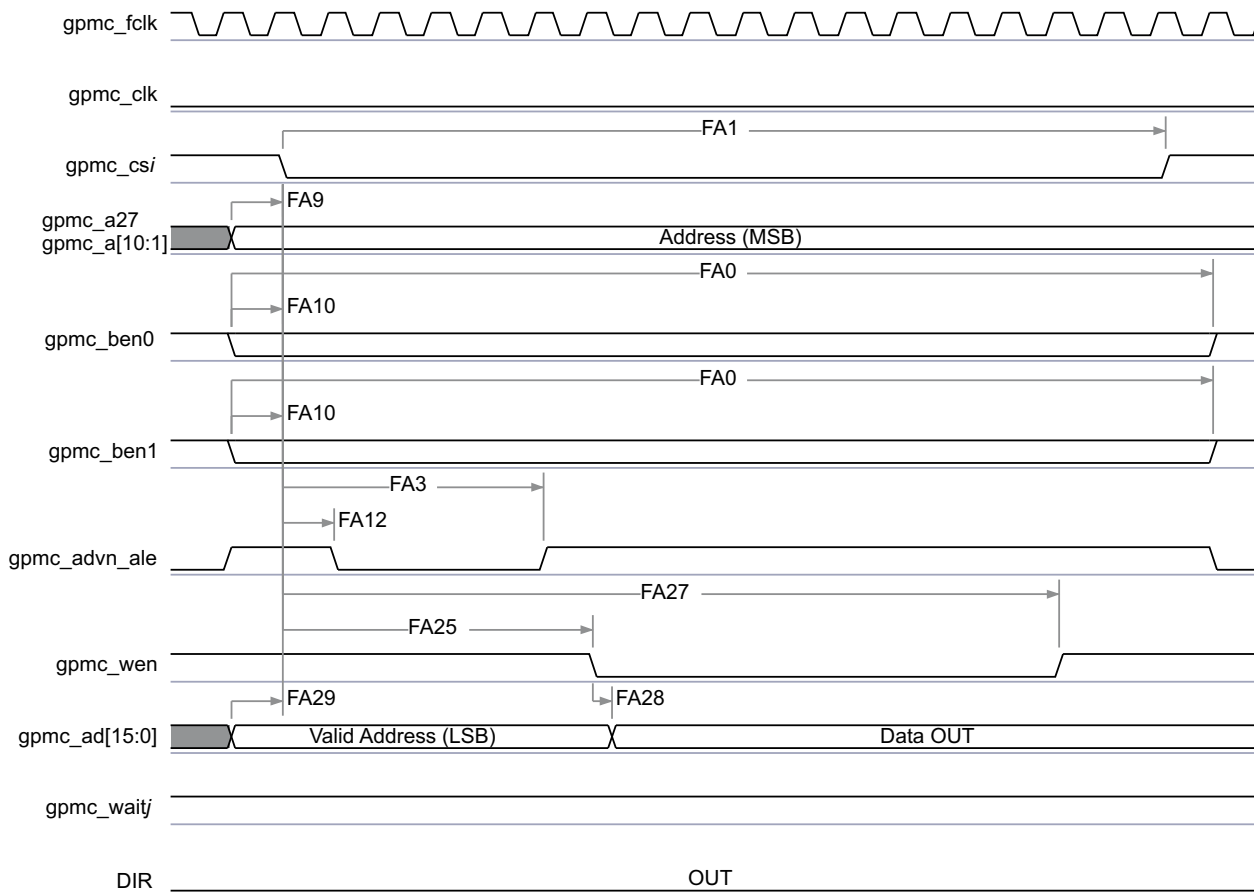 gpmc_fclk
gpmc_clk
FA1
gpmc_csi
FA9
gpmc_a27
gpmc_a[10:1]
Address (MSB)
FA0
FA10
gpmc_ben0
FA0
FA10
gpmc_ben1
FA3
FA12
gpmc_advn_ale
FA27
FA25
gpmc_wen
FA29
FA28
gpmc_ad[15:0]
Valid Address (LSB)
Data OUT
gpmc_waitj
DIR
OUT